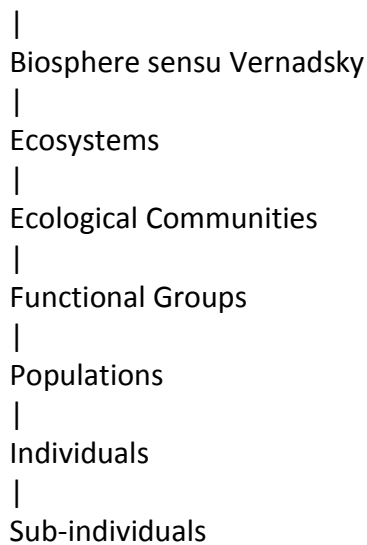 Biosphere sensu Vernadsky
Ecosystems
Ecological Communities
Functional Groups
Populations
Individuals
Sub-individuals